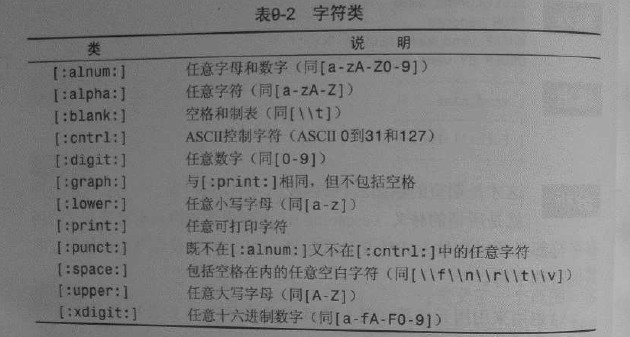 表9-2 字符类
类 说 明
[:alnum:] 任意字母和数字（同[a-zA-Z0-9]）
[:alpha:] 任意字符（同[a-zA-Z]）
[:blank:] 空格和制表（同[\\t]）
[:cntrl:] ASCII控制字符（ASCII 0到31和127）
[:digit:] 任意数字（同[0-9]）
[:graph:] 与[:print:]相同，但不包括空格
[:lower:] 任意小写字母（同[a-z]）
[:print:] 任意可打印字符
[:punct:] 既不在[:alnum:]又不在[:cntrl:]中的任意字符
[:space:] 包括空格在内的任意空白字符（同[\\f\\n\\r\\t\\v]）
[:upper:] 任意大写字母（同[A-Z]）
[:xdigit:] 任意十六进制数字（同[a-fA-F0-9]）